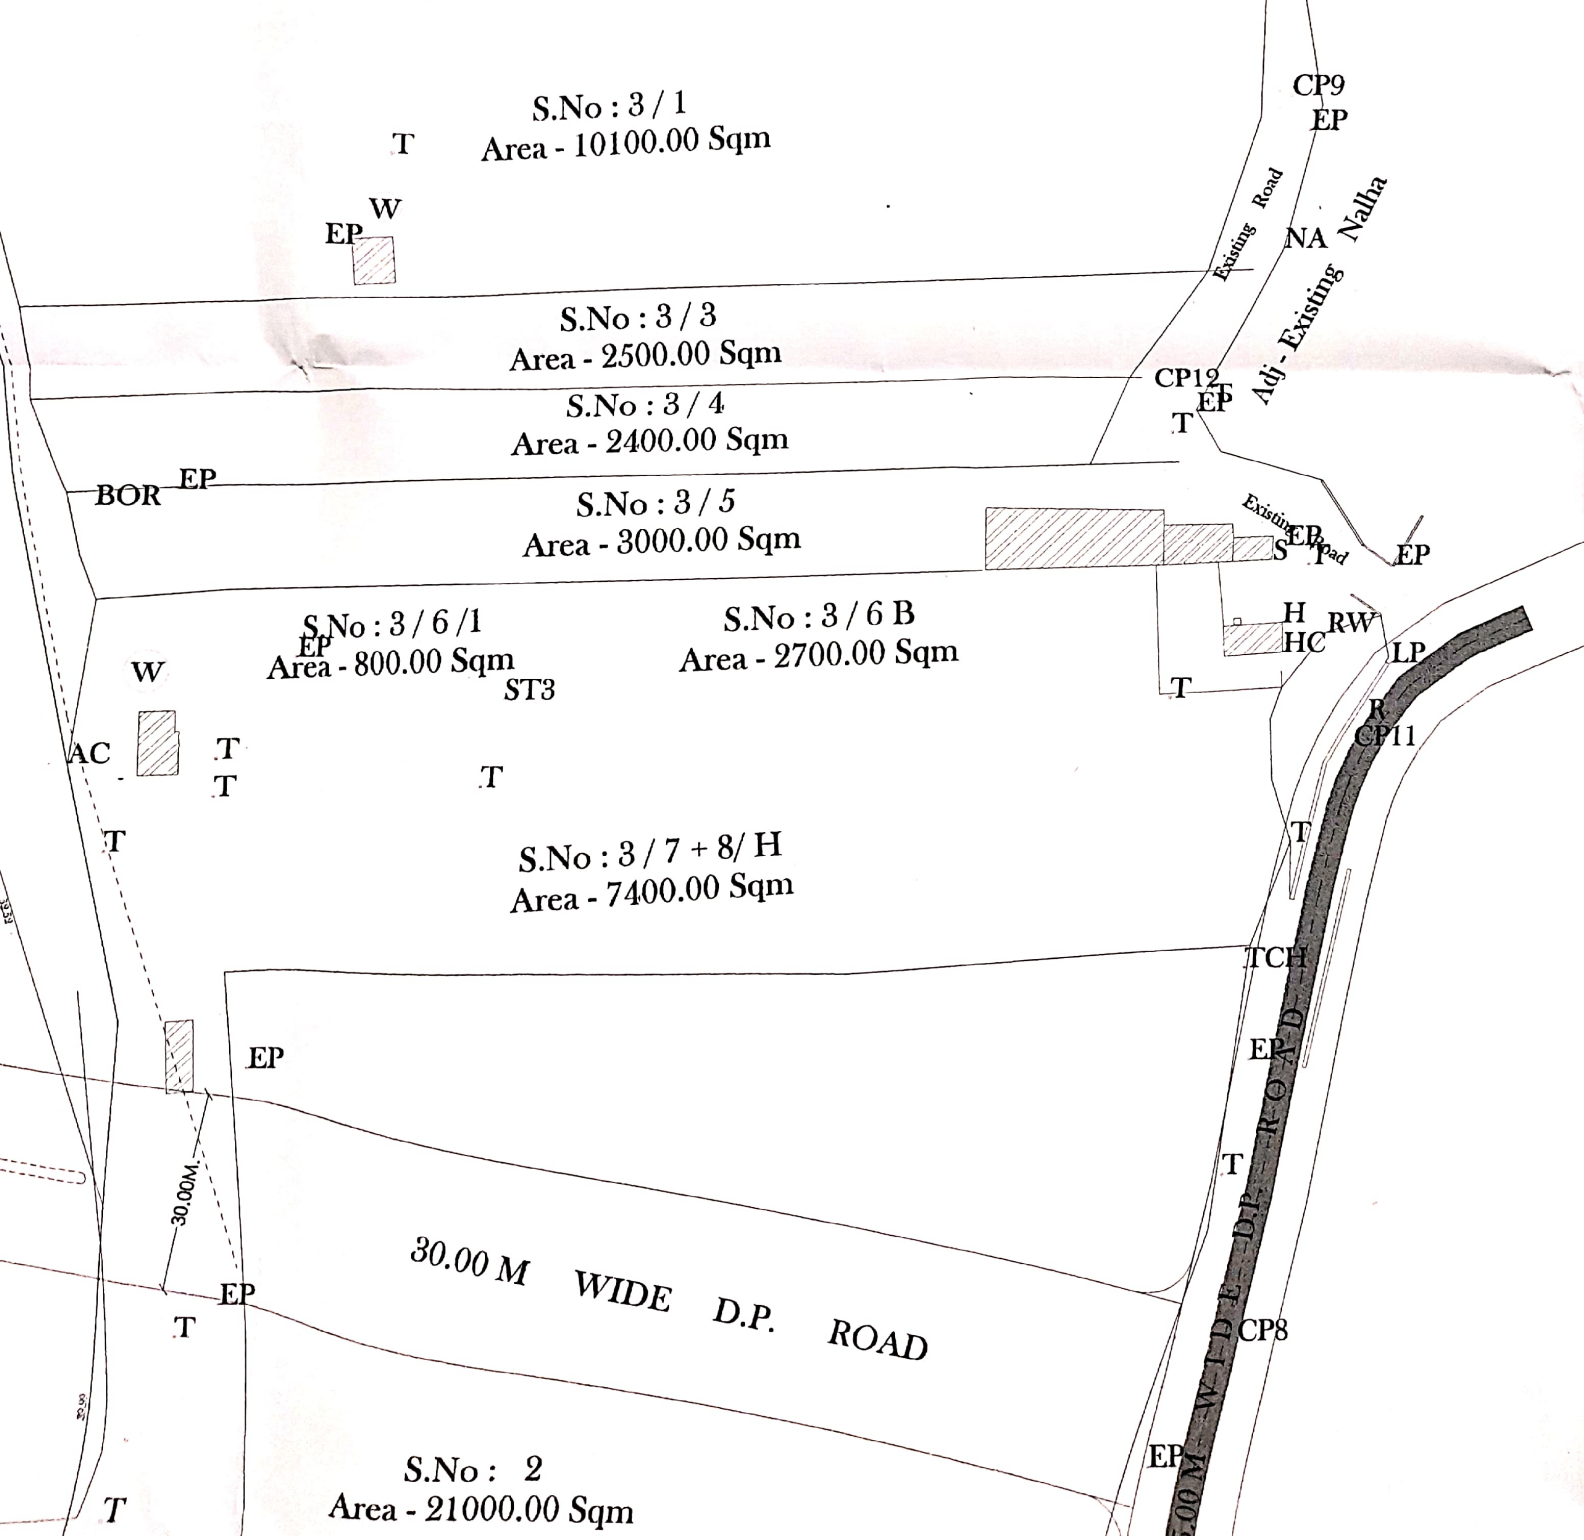 CP9
EP
S.No : 3 / 1
Area - 10100.00 Sqm
T
W
EP
Existing Road
NA
Adj - Existing Nalha
S.No : 3 / 3
Area - 2500.00 Sqm
CP12
T
EP
T
S.No : 3 / 4
Area - 2400.00 Sqm
BOR
EP
S.No : 3 / 5
Area - 3000.00 Sqm
Existing Road
EP
S
T
EP
S.No : 3 / 6 /1
EP
Area - 800.00 Sqm
S.No : 3 / 6 B
Area - 2700.00 Sqm
H
HC
RW
LP
W
ST3
T
R
CP11
AC
T
T
T
T
T
S.No : 3 / 7 + 8/ H
Area - 7400.00 Sqm
TCH
EP
EP
T
30.00M.
30.00 M WIDE D.P. ROAD
EP
T
CP8
.00 M WIDE D.P. ROAD
EP
S.No : 2
Area - 21000.00 Sqm
T